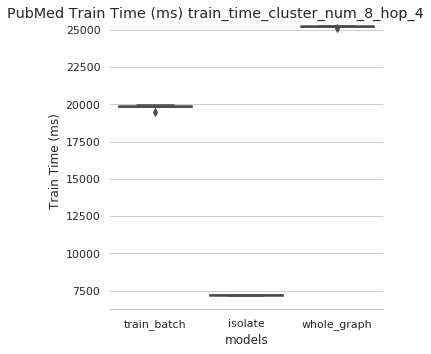 PubMed Train Time (ms) train_time_cluster_num_8_hop_4
25000
22500
20000
17500
15000
12500
10000
7500
Train Time (ms)
train_batch isolate whole_graph
models